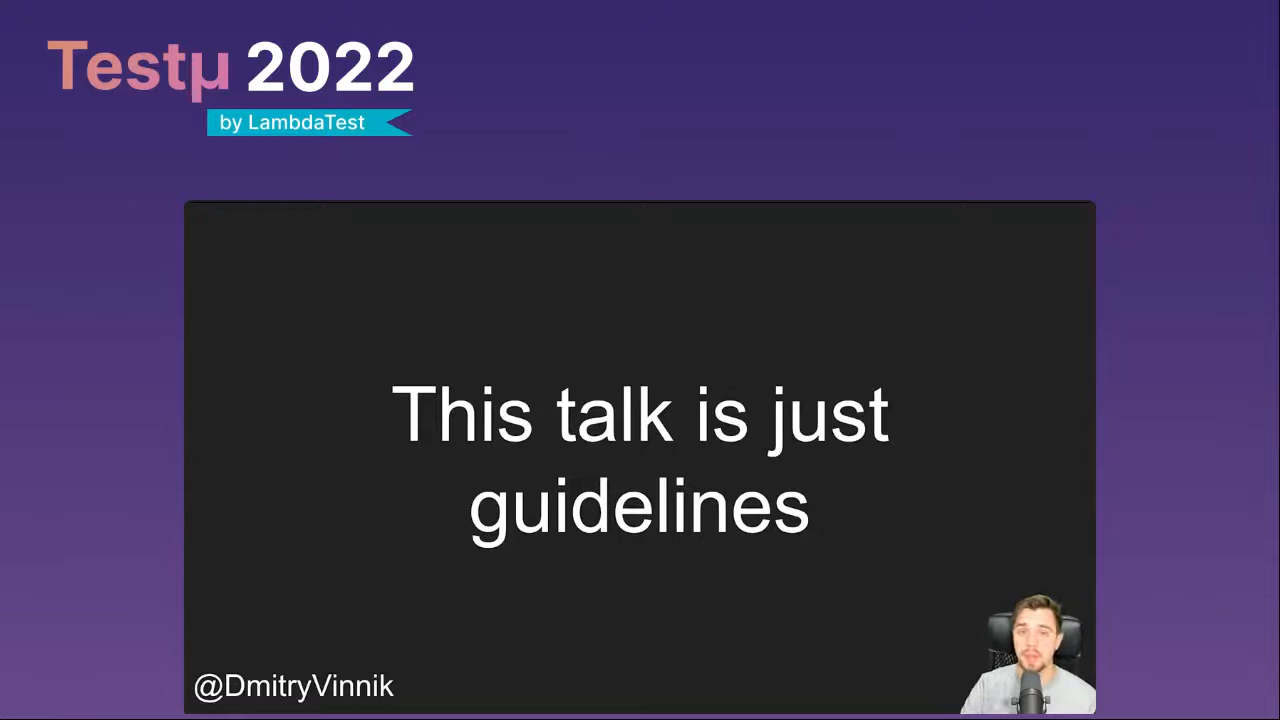 Testμ 2022
by LambdaTest
This talk is just
guidelines
@DmitryVinnik